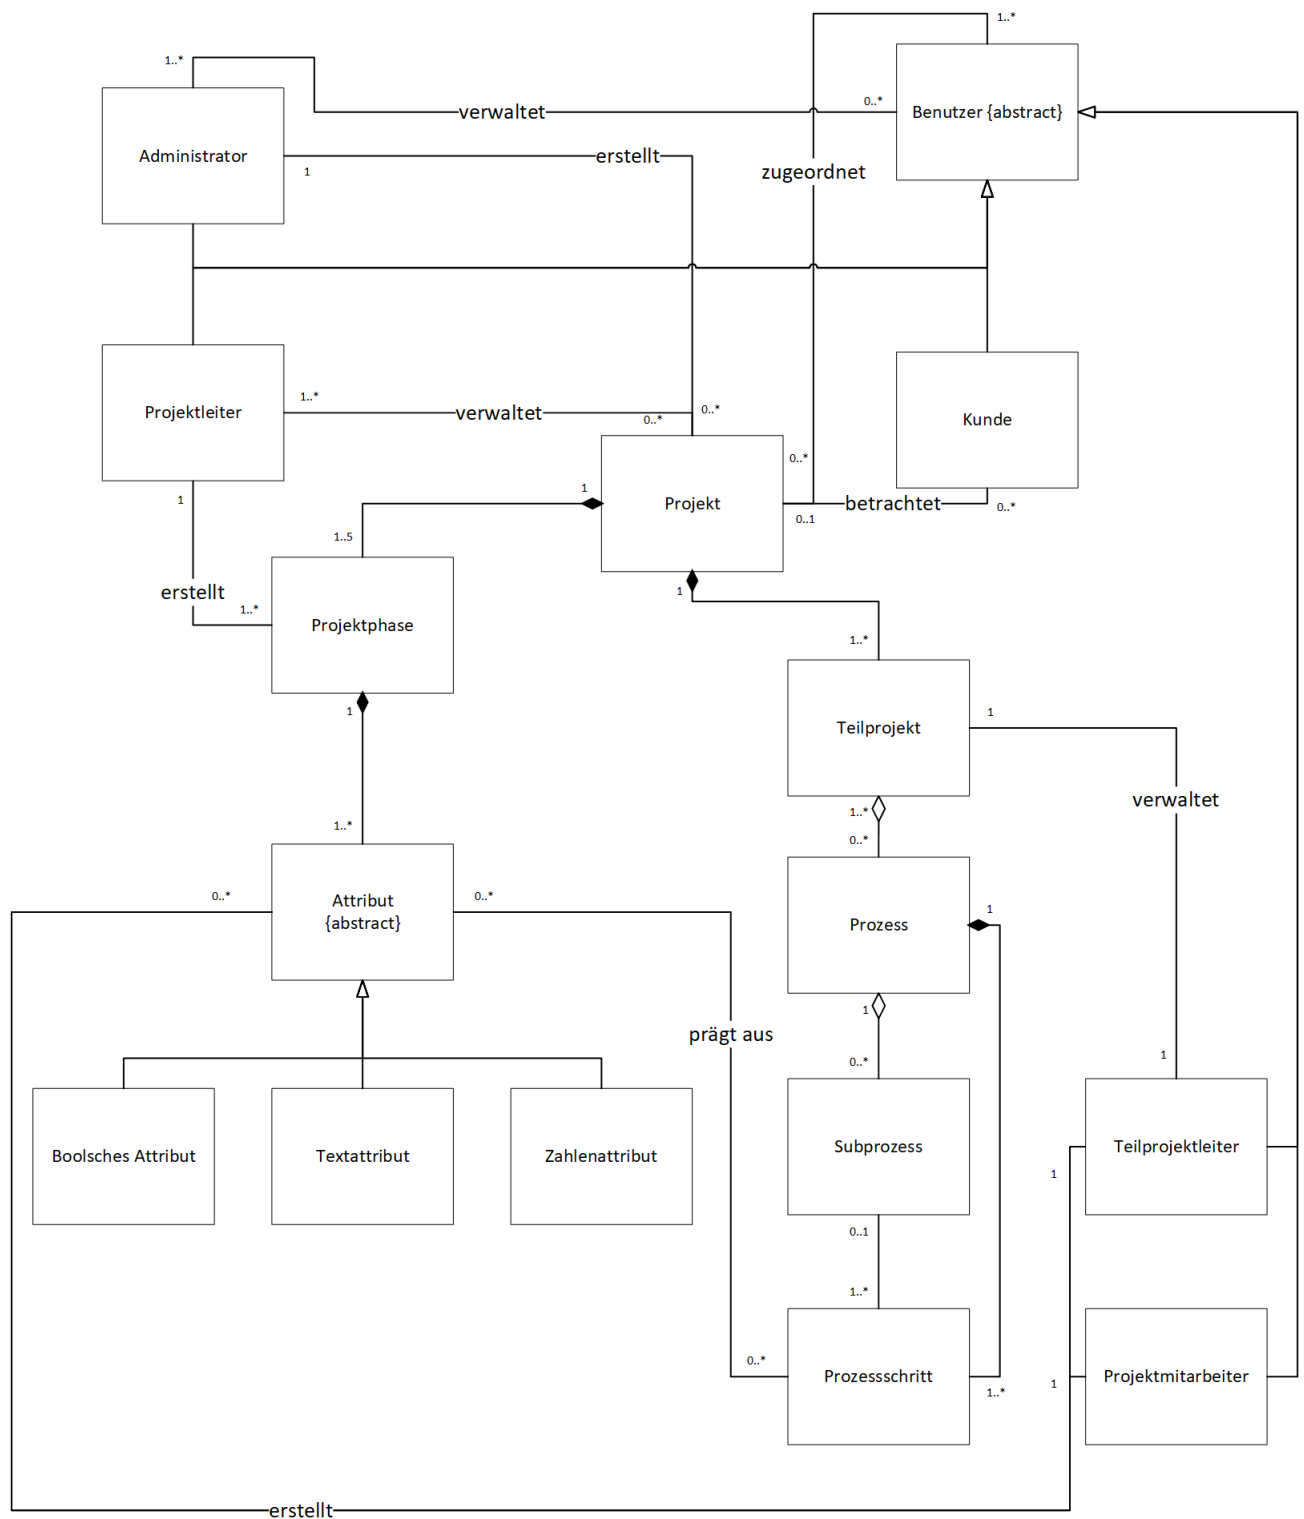 1..*
1..*
Benutzer {abstract}
0..*
verwaltet
Administrator
erstellt
1
zugeordnet
Projektleiter
1..*
verwaltet
0..*
0..*
Kunde
0..*
1
1
Projekt
betrachtet
0..1
0..*
1..5
erstellt
1..*
1
Projektphase
1..*
1
1
Teilprojekt
verwaltet
1..*
1..*
0..*
0..*
0..*
Attribut
{abstract}
1
Prozess
1
prägt aus
0..*
1
Boolsches Attribut
Textattribut
Zahlenattribut
Subprozess
Teilprojektleiter
1
0..1
1..*
0..*
Prozessschritt
1..*
1
Projektmitarbeiter
erstellt